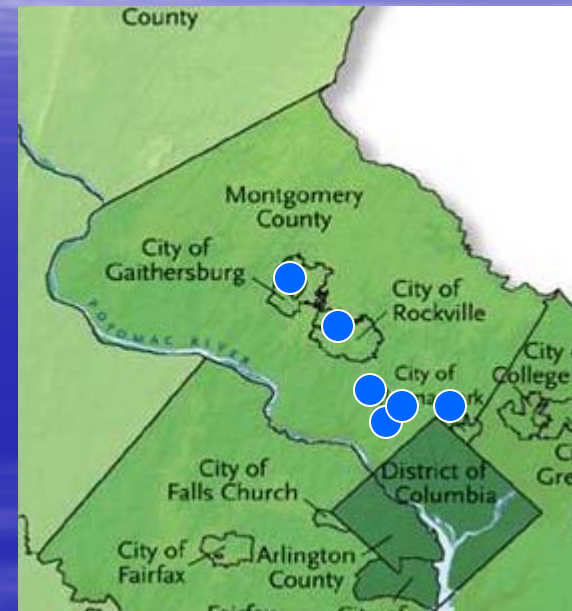 County
Montgomery
County
City of
Gaithersburg
City of
Rockville
POTOMAC RIVER
City of
City
College
City of
Falls Church
District of
Columbia
Gre
City of
Fairfax
Arlington
County